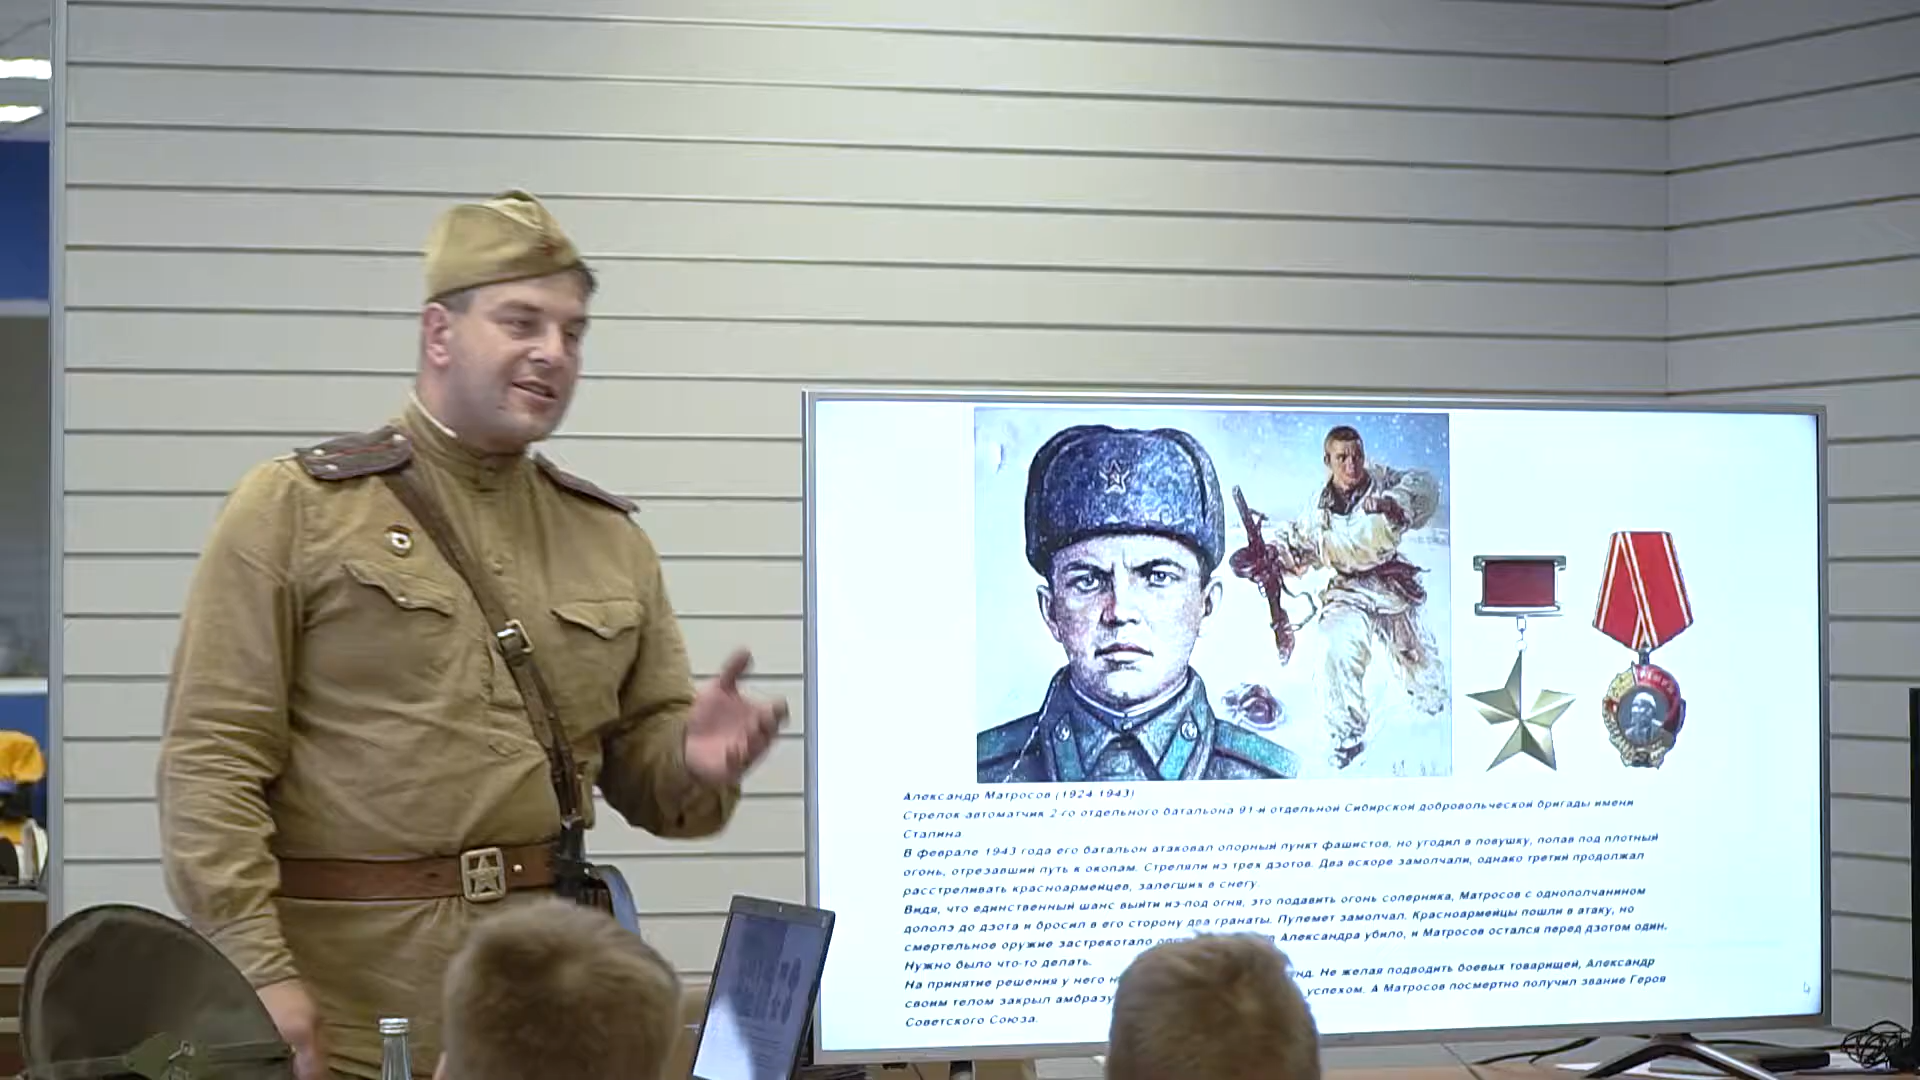 Александр Матросов (1924-1943)
Стрелок-автоматчик 2-го отдельного батальона 91-й отдельной Сибирской добровольческой бригады имени
Сталина.
В феврале 1943 года его батальон атаковал опорный пункт фашистов, но угодил в ловушку, попав под плотный
огонь, отрезавший путь к окопам. Стреляли из трех дзотов. Два вскоре замолчали, однако третий продолжал
расстреливать красноармейцев, залегших в снегу.
Видя, что единственный шанс выйти из-под огня, это подавить огонь соперника, Матросов с однополчанином
дополз до дзота и бросил в его сторону два гранаты. Пулемет замолчал. Красноармейцы пошли в атаку, но
смертельное оружие застрекотало Александра убило, и Матросов остался перед дзотом один.
Нужно было что-то делать.
На принятие решения у него нд. Не желая подводить боевых товарищей, Александр
своим телом закрыл амбразу успехом. А Матросов посмертно получил звание Героя
Советского Союза.
4